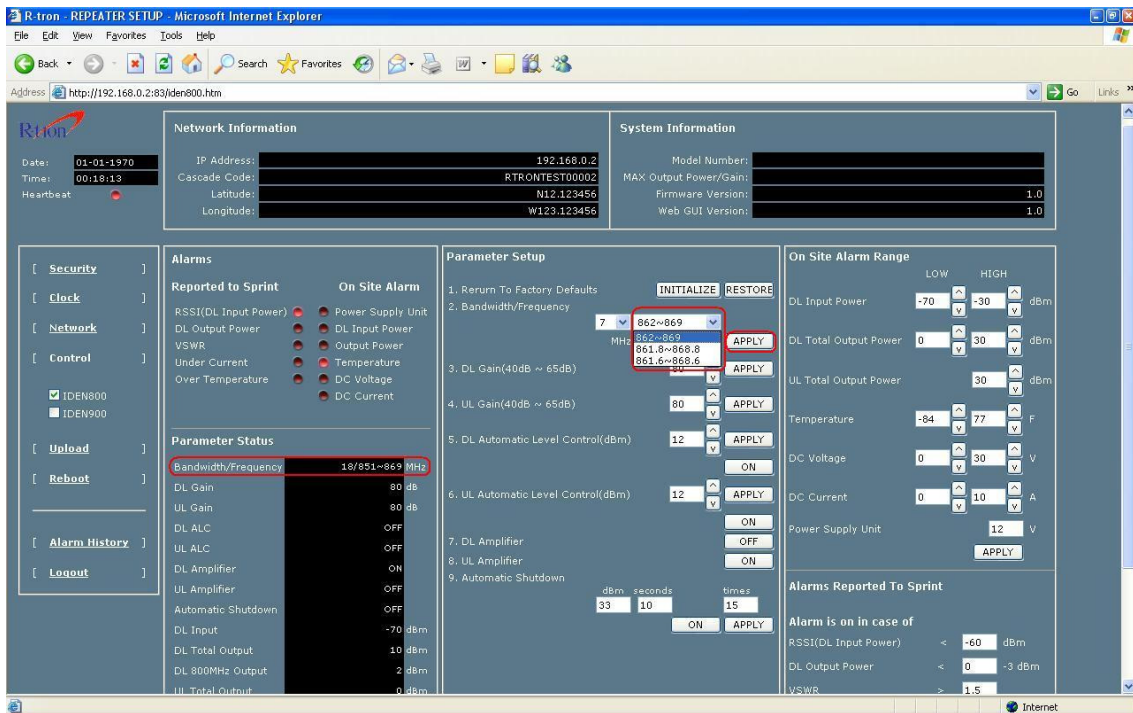 R-tron - REPEATER SETUP - Microsoft Internet Explorer
File Edit View Favorites Tools Help
Back Search Favorites
Address http://192.168.0.2:83/iden800.htm Go Links »
R-tron
Date: 01-01-1970
Time: 00:18:13
Heartbeat
Network Information
IP Address: 192.168.0.2
Cascade Code: RTRONTEST00002
Latitude: N12.123456
Longitude: W123.123456
System Information
Model Number:
MAX Output Power/Gain:
Firmware Version: 1.0
Web GUI Version: 1.0
[ Security ]
[ Clock ]
[ Network ]
[ Control ]
IDEN800
IDEN900
[ Upload ]
[ Reboot ]
[ Alarm History ]
[ Logout ]
Alarms
Reported to Sprint On Site Alarm
RSSI(DL Input Power) Power Supply Unit
DL Output Power DL Input Power
VSWR Output Power
Under Current Temperature
Over Temperature DC Voltage
DC Current
Parameter Status
Bandwidth/Frequency 18/851~869 MHz
DL Gain 80 dB
UL Gain 80 dB
DL ALC OFF
UL ALC OFF
DL Amplifier ON
UL Amplifier OFF
Automatic Shutdown OFF
DL Input -70 dBm
DL Total Output 10 dBm
DL 800MHz Output 2 dBm
UL Total Output 0 dBm
Parameter Setup
1. Rerurn To Factory Defaults INITIALIZE RESTORE
2. Bandwidth/Frequency
7 862~869
MHz 862~869 APPLY
861.8~868.8
861.6~868.6
3. DL Gain(40dB ~ 65dB) 80 APPLY
4. UL Gain(40dB ~ 65dB) 80 APPLY
5. DL Automatic Level Control(dBm) 12 APPLY
ON
6. UL Automatic Level Control(dBm) 12 APPLY
ON
7. DL Amplifier OFF
8. UL Amplifier ON
9. Automatic Shutdown
dBm seconds times
33 10 15
ON APPLY
On Site Alarm Range
LOW HIGH
DL Input Power -70 -30 dBm
DL Total Output Power 0 30 dBm
UL Total Output Power 30 dBm
Temperature -84 77 F
DC Voltage 0 30 V
DC Current 0 10 A
Power Supply Unit 12 V
APPLY
Alarms Reported To Sprint
Alarm is on in case of
RSSI(DL Input Power) < -60 dBm
DL Output Power < 0 -3 dBm
VSWR > 1.5
Internet